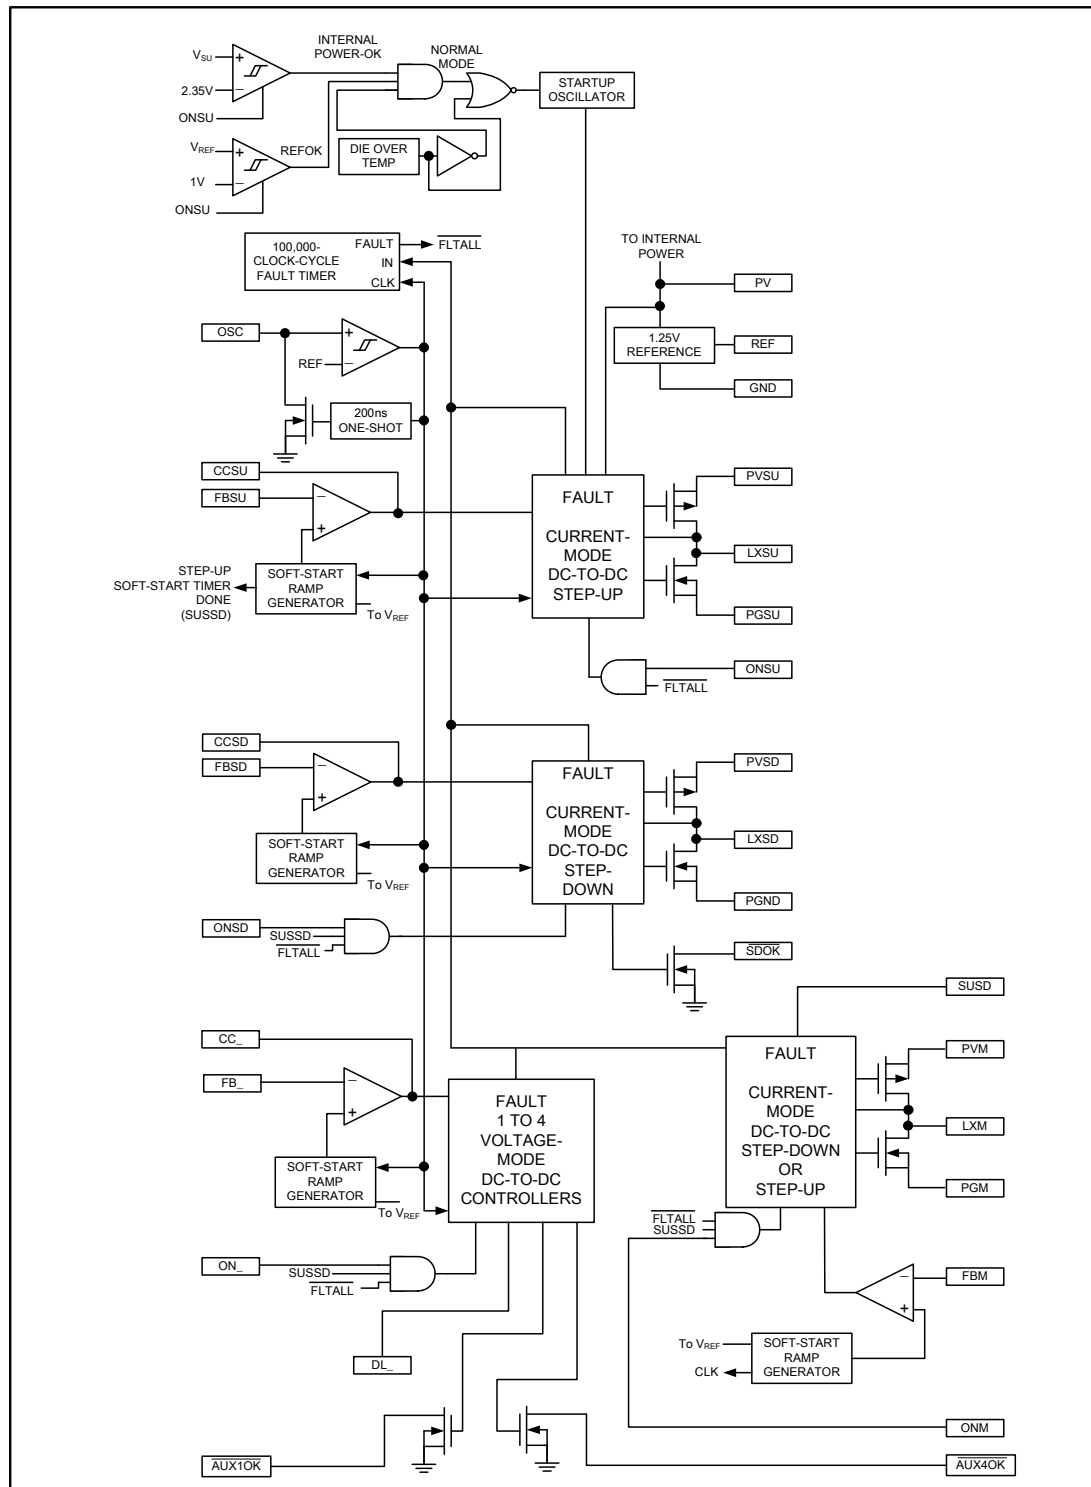 INTERNAL
POWER-OK
NORMAL
MODE
VSU
+
2.35V
−
ONSU
STARTUP
OSCILLATOR
VREF
+
REFOK
1V
−
ONSU
DIE OVER
TEMP
100,000-
CLOCK-CYCLE
FAULT TIMER
FAULT
IN
CLK
FLTALL
TO INTERNAL
POWER
PV
1.25V
REFERENCE
REF
GND
OSC
+
REF
−
200ns
ONE-SHOT
CCSU
FBSU
−
+
FAULT
CURRENT-
MODE
DC-TO-DC
STEP-UP
PVSU
LXSU
PGSU
STEP-UP
SOFT-START TIMER
DONE
(SUSSD)
SOFT-START
RAMP
GENERATOR
To VREF
ONSU
FLTALL
CCSD
FBSD
−
+
FAULT
CURRENT-
MODE
DC-TO-DC
STEP-
DOWN
PVSD
LXSD
PGND
SOFT-START
RAMP
GENERATOR
To VREF
ONSD
SUSSD
FLTALL
SDOK
SUSD
CC_
FB_
−
+
FAULT
1 TO 4
VOLTAGE-
MODE
DC-TO-DC
CONTROLLERS
FAULT
CURRENT-
MODE
DC-TO-DC
STEP-DOWN
OR
STEP-UP
PVM
LXM
PGM
SOFT-START
RAMP
GENERATOR
To VREF
FLTALL
SUSSD
ON_
SUSSD
FLTALL
−
+
FBM
DL_
To VREF
CLK
SOFT-START
RAMP
GENERATOR
ONM
AUX1OK
AUX4OK